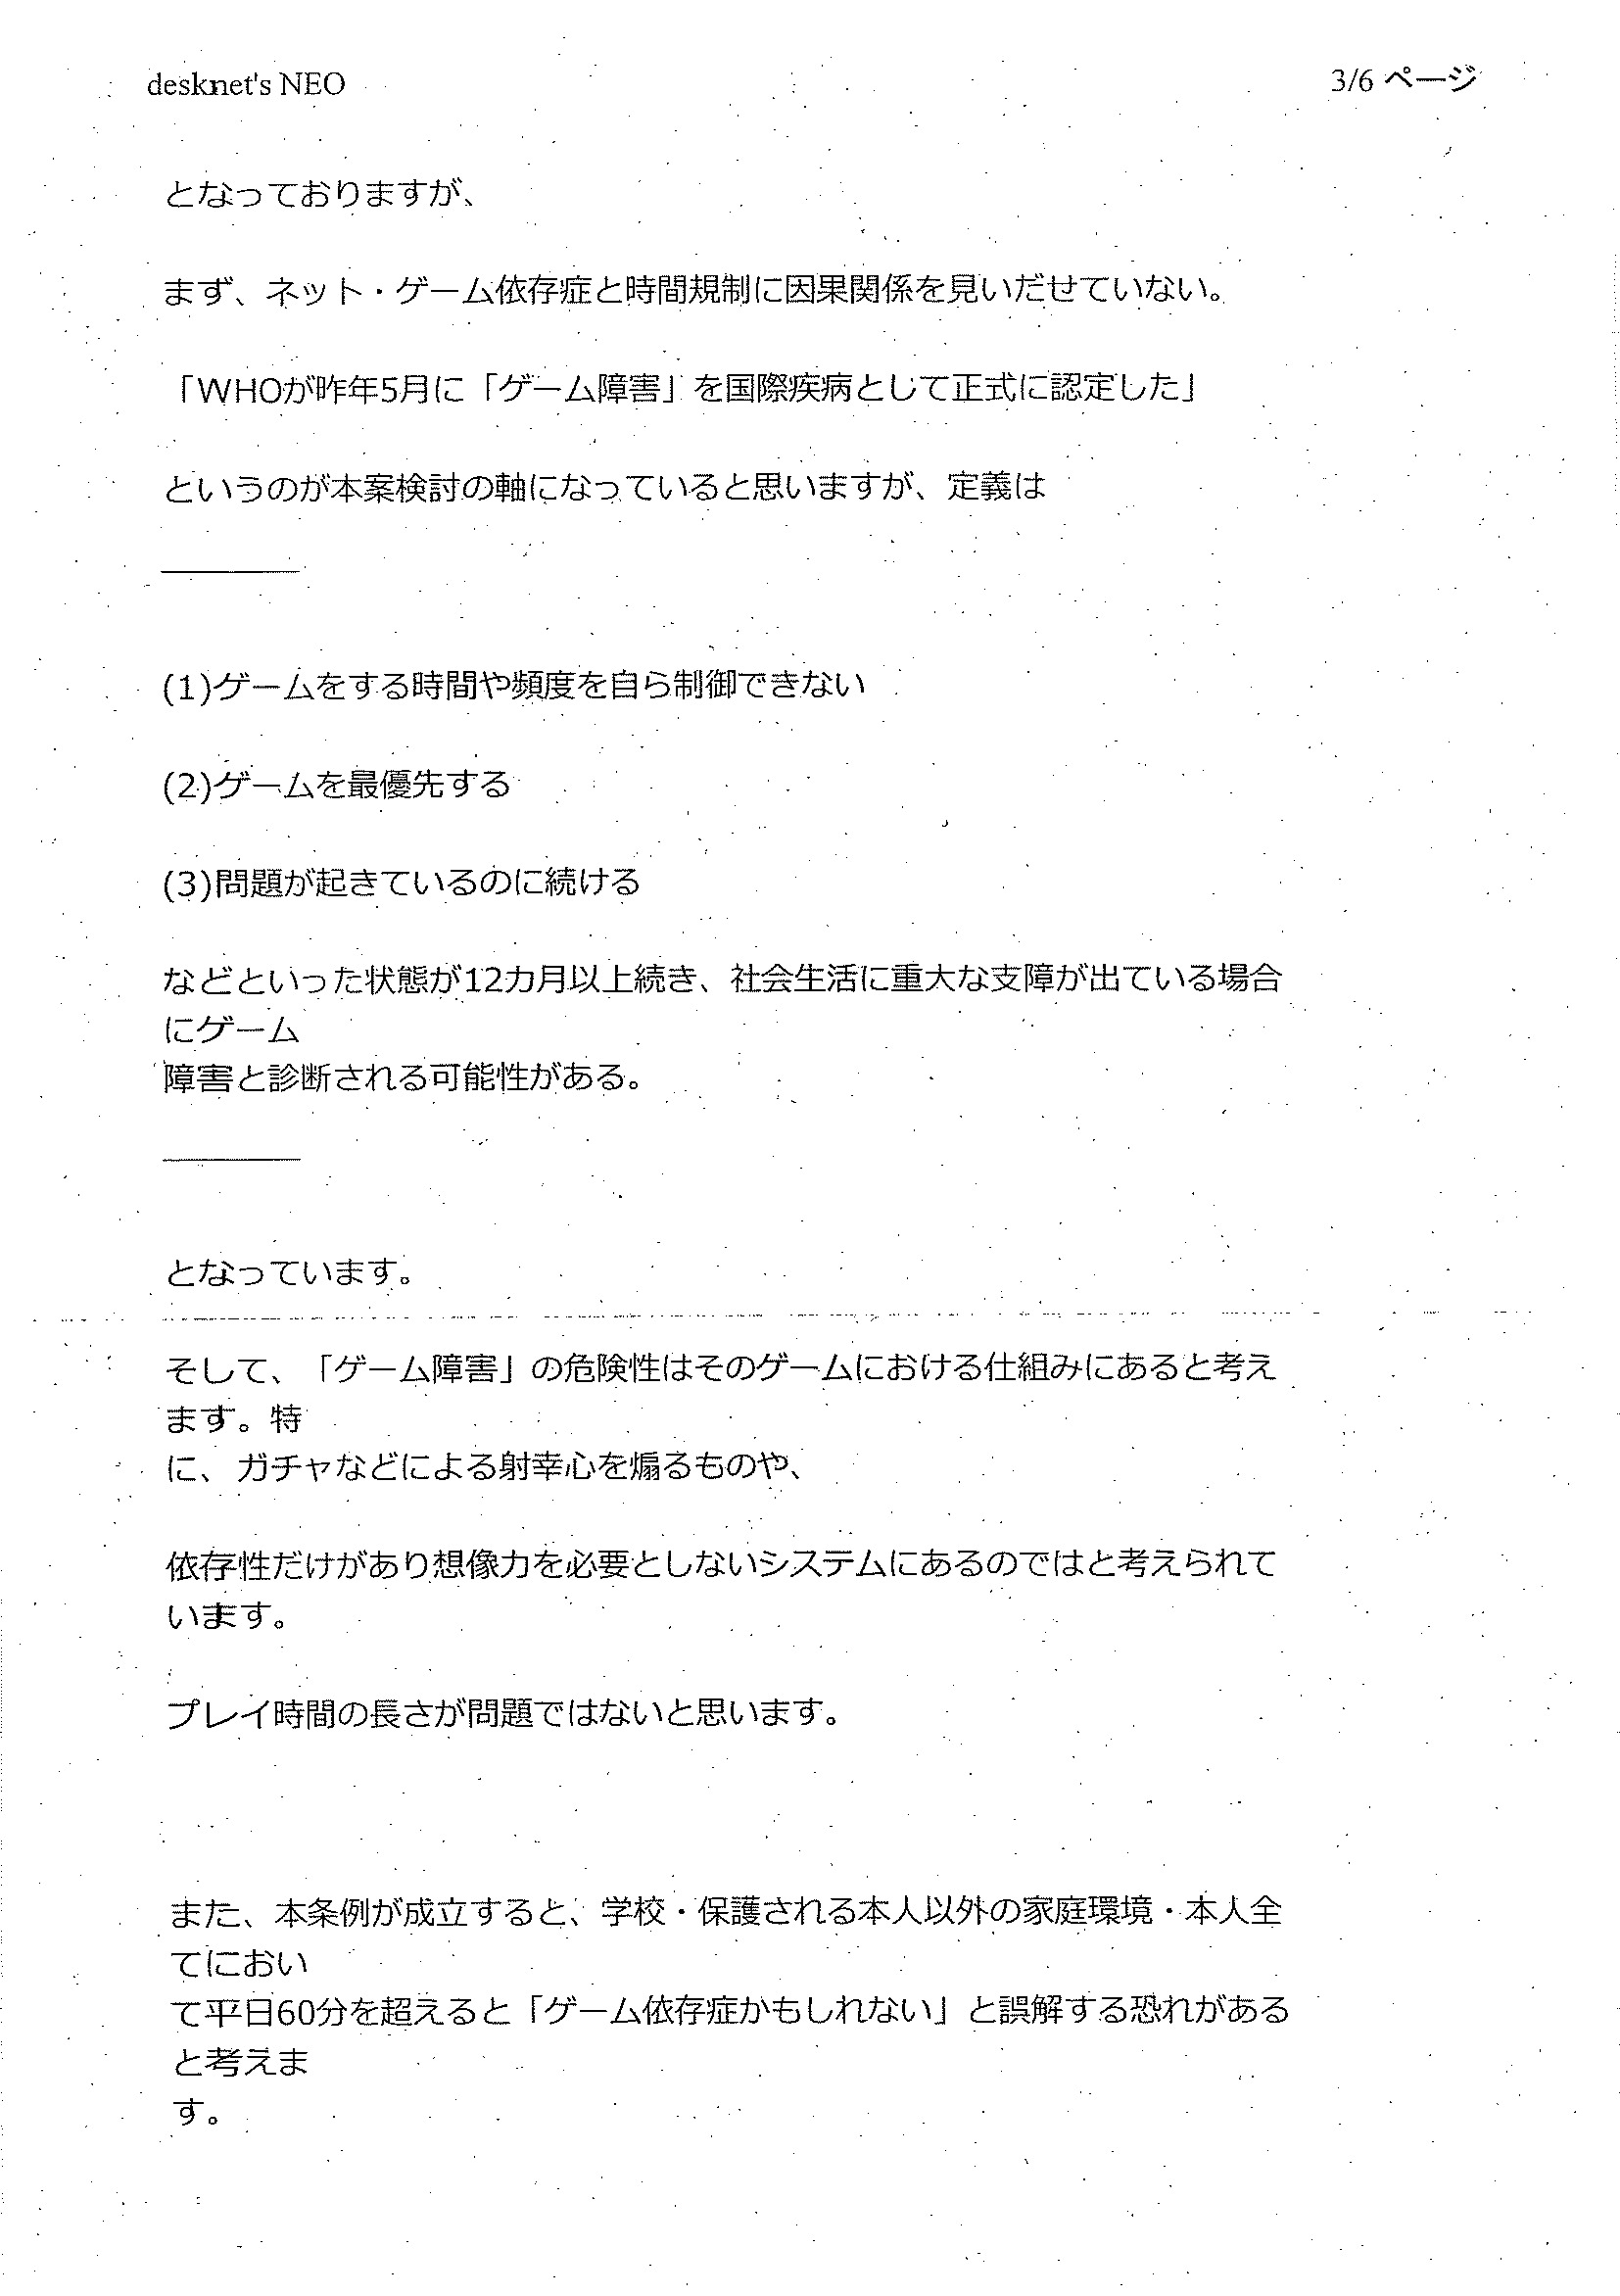 desknet's NEO
3/6 ページ
となっておりますが、
まず、ネット・ゲーム依存症と時間規制に因果関係を見いだせていない。
「WHOが昨年5月に「ゲーム障害」を国際疾病として正式に認定した」
というのが本案検討の軸になっていると思いますが、定義は
(1)ゲームをする時間や頻度を自ら制御できない
(2)ゲームを最優先する
(3)問題が起きているのに続ける
などといった状態が12カ月以上続き、社会生活に重大な支障が出ている場合
にゲーム
障害と診断される可能性がある。
となっています。
そして、「ゲーム障害」の危険性はそのゲームにおける仕組みにあると考え
ます。特
に、ガチャなどによる射幸心を煽るものや、
依存性だけがあり想像力を必要としないシステムにあるのではと考えられて
います。
プレイ時間の長さが問題ではないと思います。
また、本条例が成立すると、学校・保護される本人以外の家庭環境・本人全
てにおい
て平日60分を超えると「ゲーム依存症かもしれない」と誤解する恐れがある
と考えま
す。